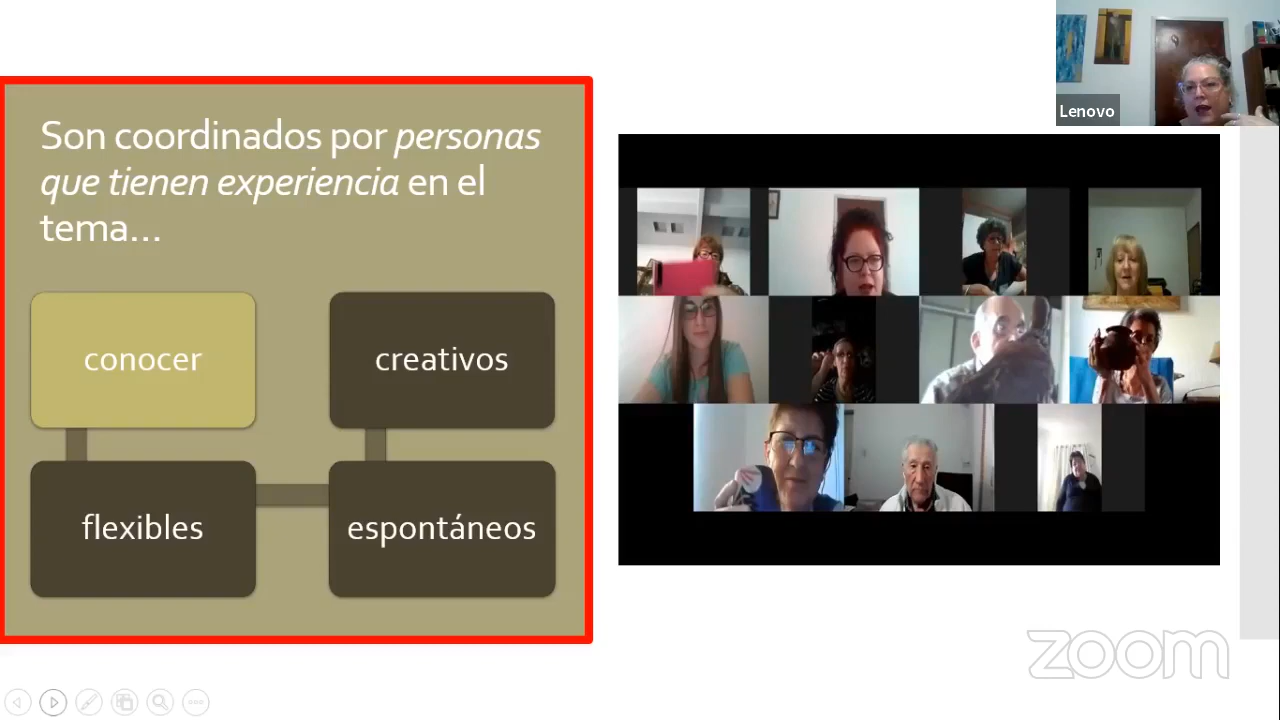 Son coordinados por personas
que tienen experiencia en el
tema...
conocer
creativos
flexibles
espontáneos
Lenovo
zoom